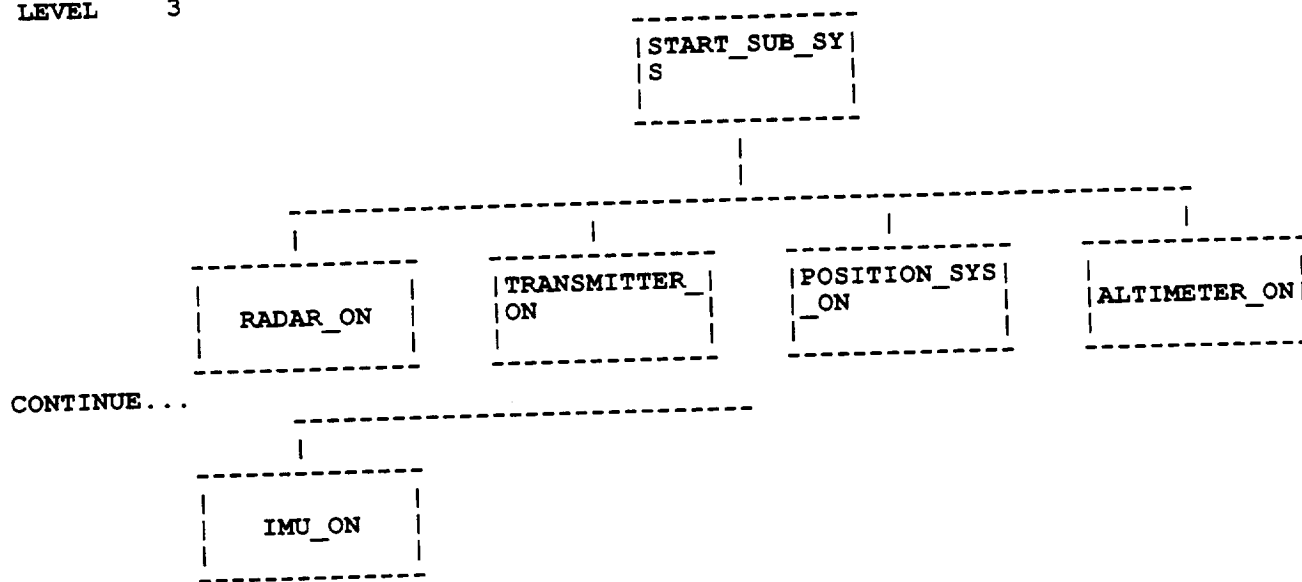 LEVEL 3
START_SUB_SY
S
RADAR_ON
TRANSMITTER_
ON
POSITION_SYS
_ON
ALTIMETER_ON
CONTINUE...
IMU_ON